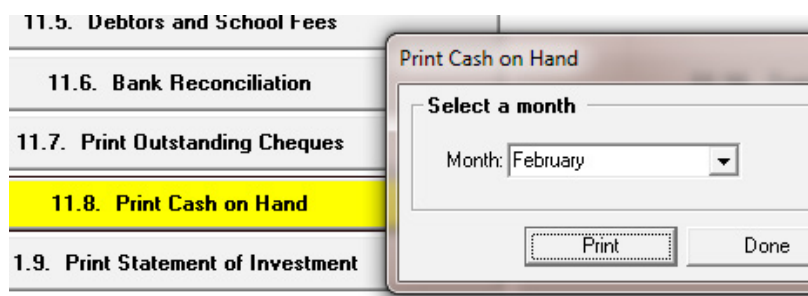 11.5. Debtors and School Fees
11.6. Bank Reconciliation
11.7. Print Outstanding Cheques
11.8. Print Cash on Hand
1.9. Print Statement of Investment
Print Cash on Hand
Select a month
Month: February
Print Done